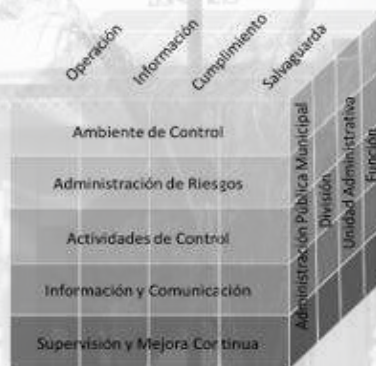 Operación
Información
Cumplimiento
Salvaguarda
Ambiente de Control
Administración de Riesgos
Actividades de Control
Información y Comunicación
Supervisión y Mejora Continua
Administración Pública Municipal
División
Unidad Administrativa
Función